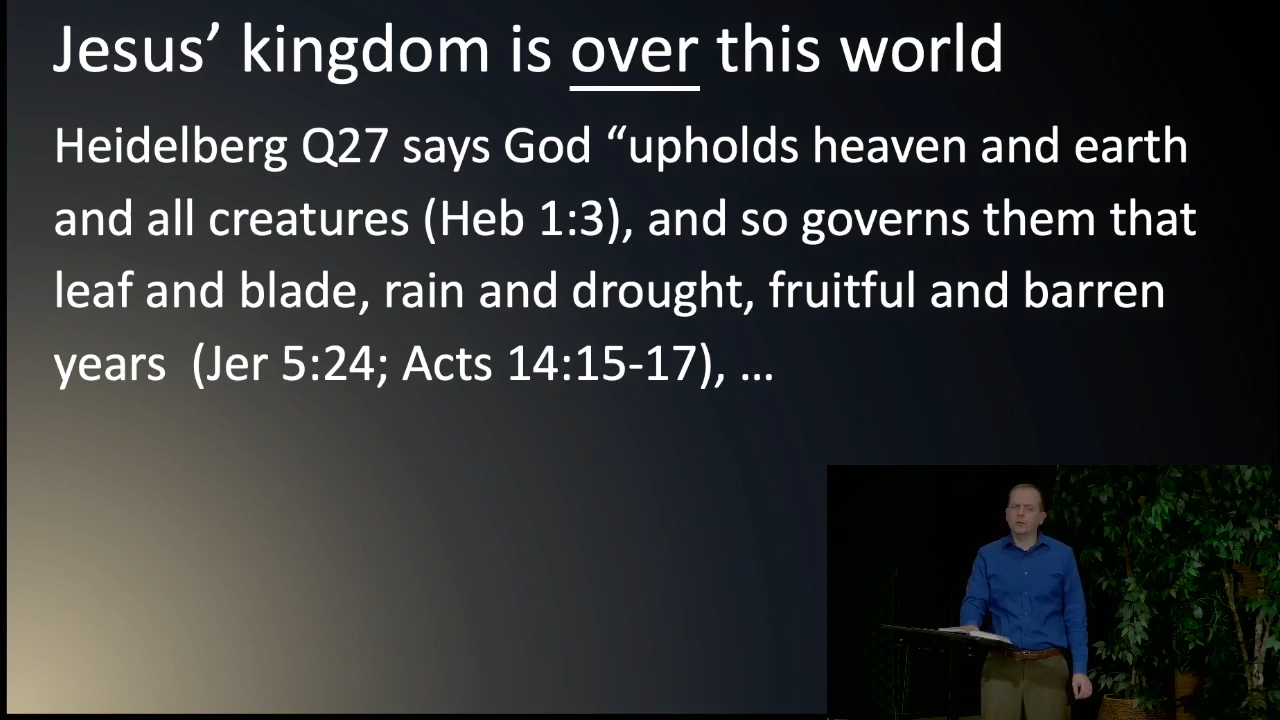 Jesus’ kingdom is over this world
Heidelberg Q27 says God “upholds heaven and earth
and all creatures (Heb 1:3), and so governs them that
leaf and blade, rain and drought, fruitful and barren
years  (Jer 5:24; Acts 14:15-17), ...